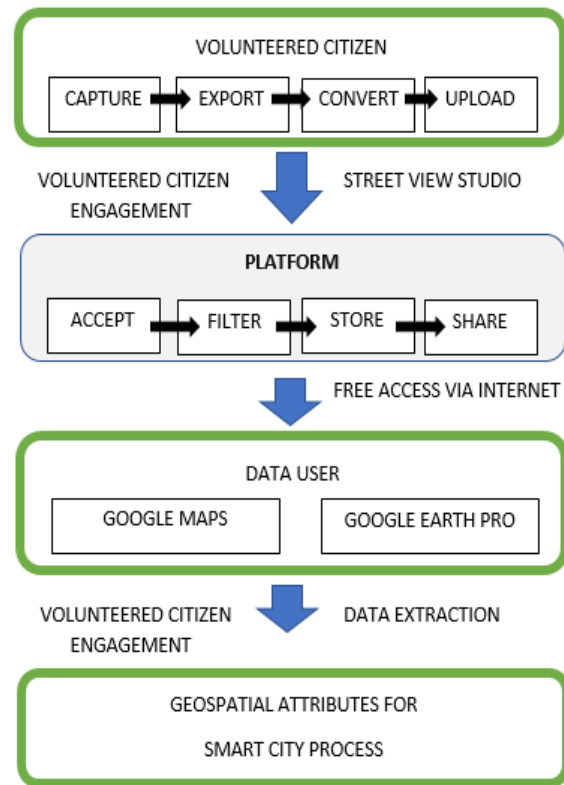 VOLUNTEERED CITIZEN
CAPTURE EXPORT CONVERT UPLOAD
VOLUNTEERED CITIZEN
ENGAGEMENT
STREET VIEW STUDIO
PLATFORM
ACCEPT FILTER STORE SHARE
FREE ACCESS VIA INTERNET
DATA USER
GOOGLE MAPS GOOGLE EARTH PRO
VOLUNTEERED CITIZEN
ENGAGEMENT
DATA EXTRACTION
GEOSPATIAL ATTRIBUTES FOR
SMART CITY PROCESS